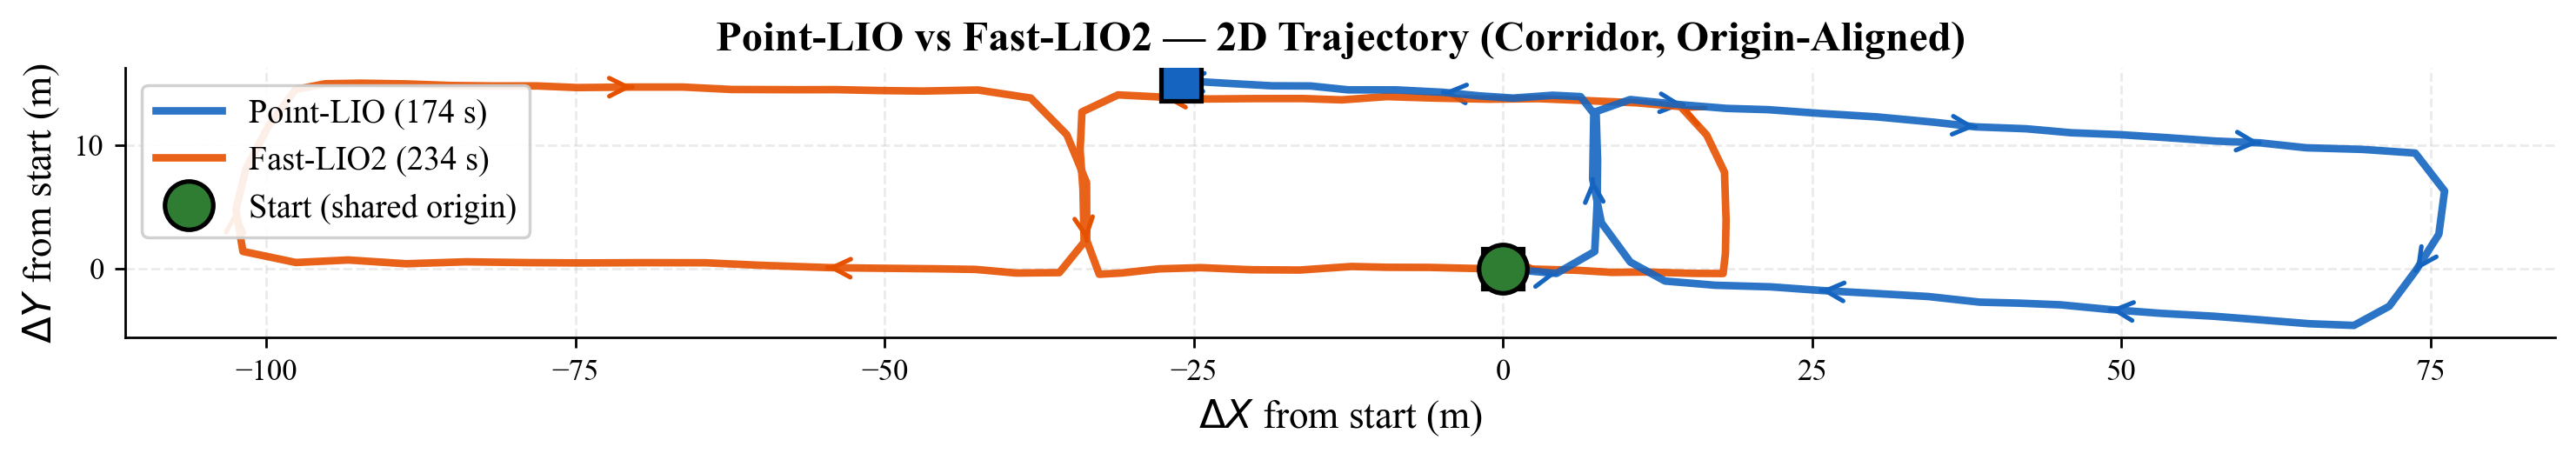 Point-LIO vs Fast-LIO2 — 2D Trajectory (Corridor, Origin-Aligned)
ΔY from start (m)
10
0
Point-LIO (174 s)
Fast-LIO2 (234 s)
Start (shared origin)
−100
−75
−50
−25
0
25
50
75
ΔX from start (m)